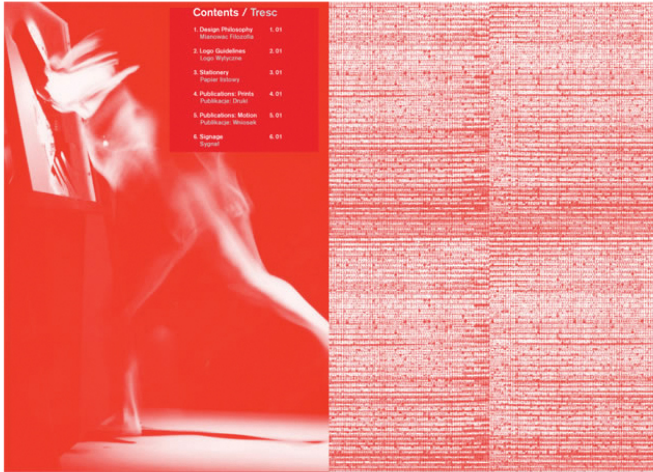 Contents / Tresc
1. Design Philosophy 1. 01
Mianowac Filozofia
2. Logo Guidelines 2. 01
Logo Wytyczne
3. Stationery 3. 01
Papier listowy
4. Publications: Prints 4. 01
Publikacje: Druki
5. Publications: Motion 5. 01
Publikacje: Wniosek
6. Signage 6. 01
Sygnał